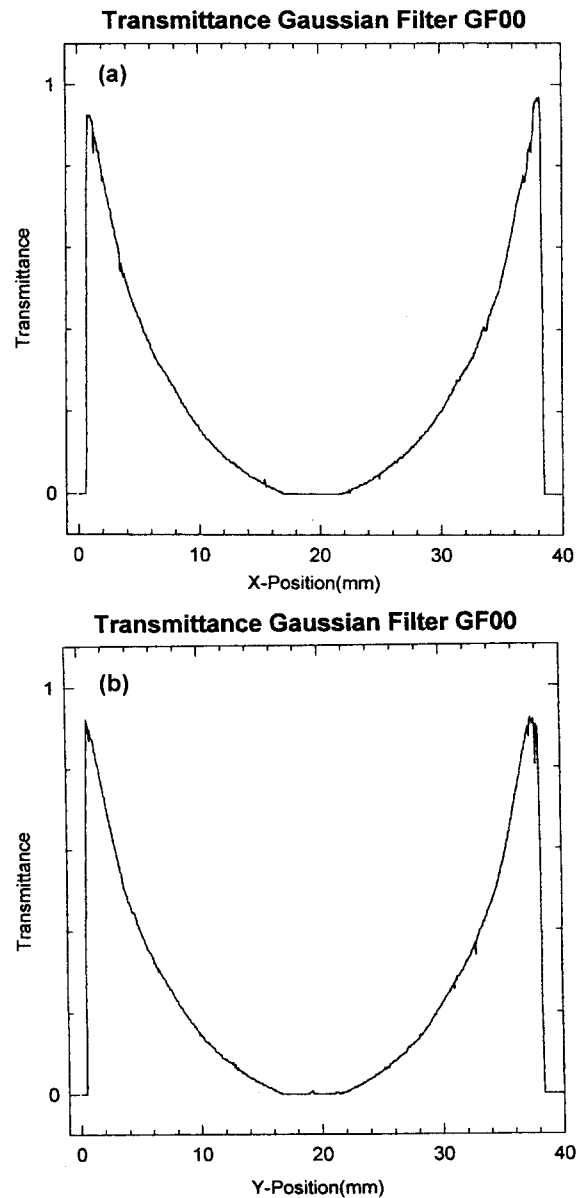 Transmittance Gaussian Filter GF00
(a)
1
Transmittance
0
0 10 20 30 40
X-Position(mm)
Transmittance Gaussian Filter GF00
(b)
1
Transmittance
0
0 10 20 30 40
Y-Position(mm)